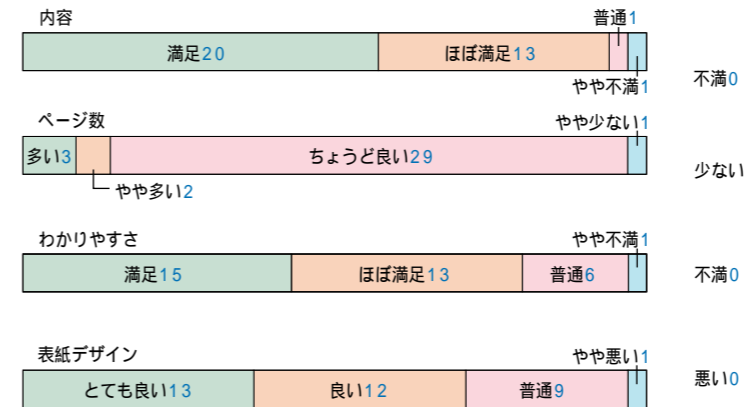 内容
普通1
満足20 ほぼ満足13
やや不満1 不満0
ページ数 やや少ない1
多い3 ちょうど良い29
少ない
やや多い2
わかりやすさ やや不満1
満足15 ほぼ満足13 普通6 不満0
表紙デザイン やや悪い1
悪い0
とても良い13 良い12 普通9